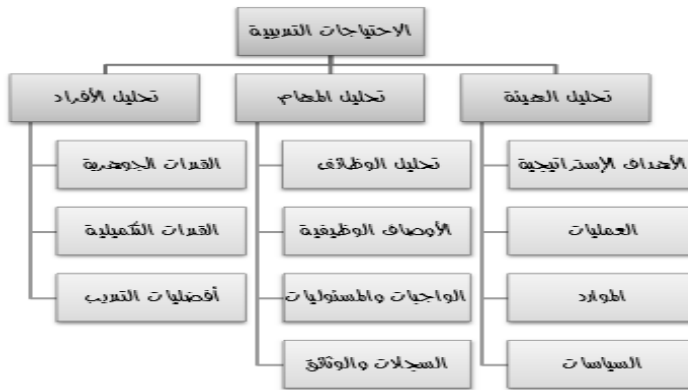 الاحتياجات التدريبية
تحليل الهيئة
تحليل المهام
تحليل الأفراد
الأهداف الإستراتيجية
العمليات
الموارد
السياسات
تحليل الوظائف
الأوصاف الوظيفية
الواجبات والمسئوليات
السجلات والوثائق
القدرات الجوهرية
القدرات التكميلية
أفضليات التدريب